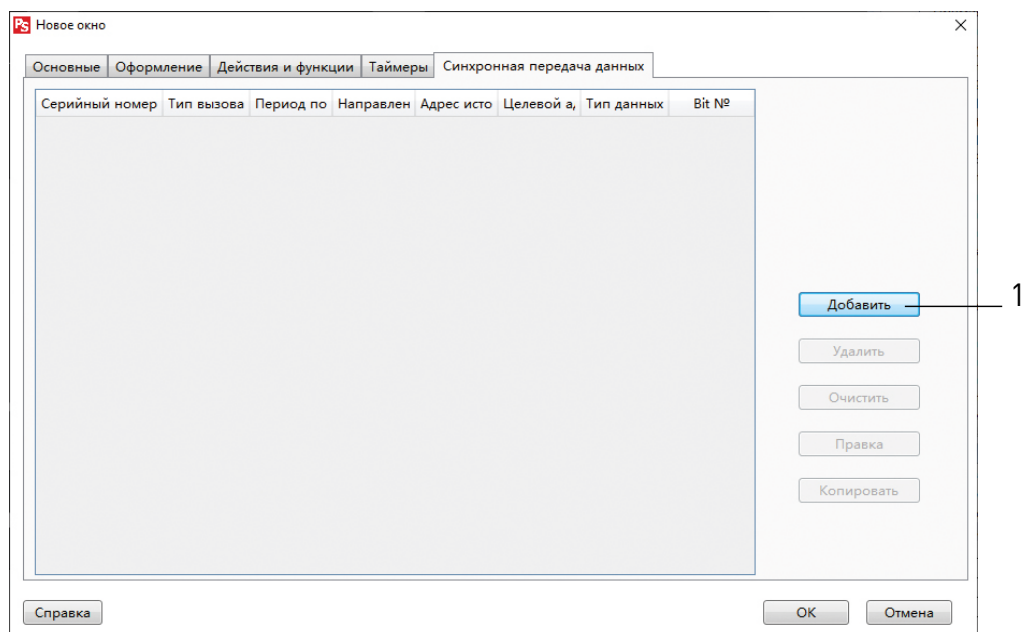 PS Новое окно
Основные Оформление Действия и функции Таймеры Синхронная передача данных
Серийный номер Тип вызова Период по Направлен Адрес исто Целевой а, Тип данных Bit №
Добавить 1
Удалить
Очистить
Правка
Копировать
Справка OK Отмена